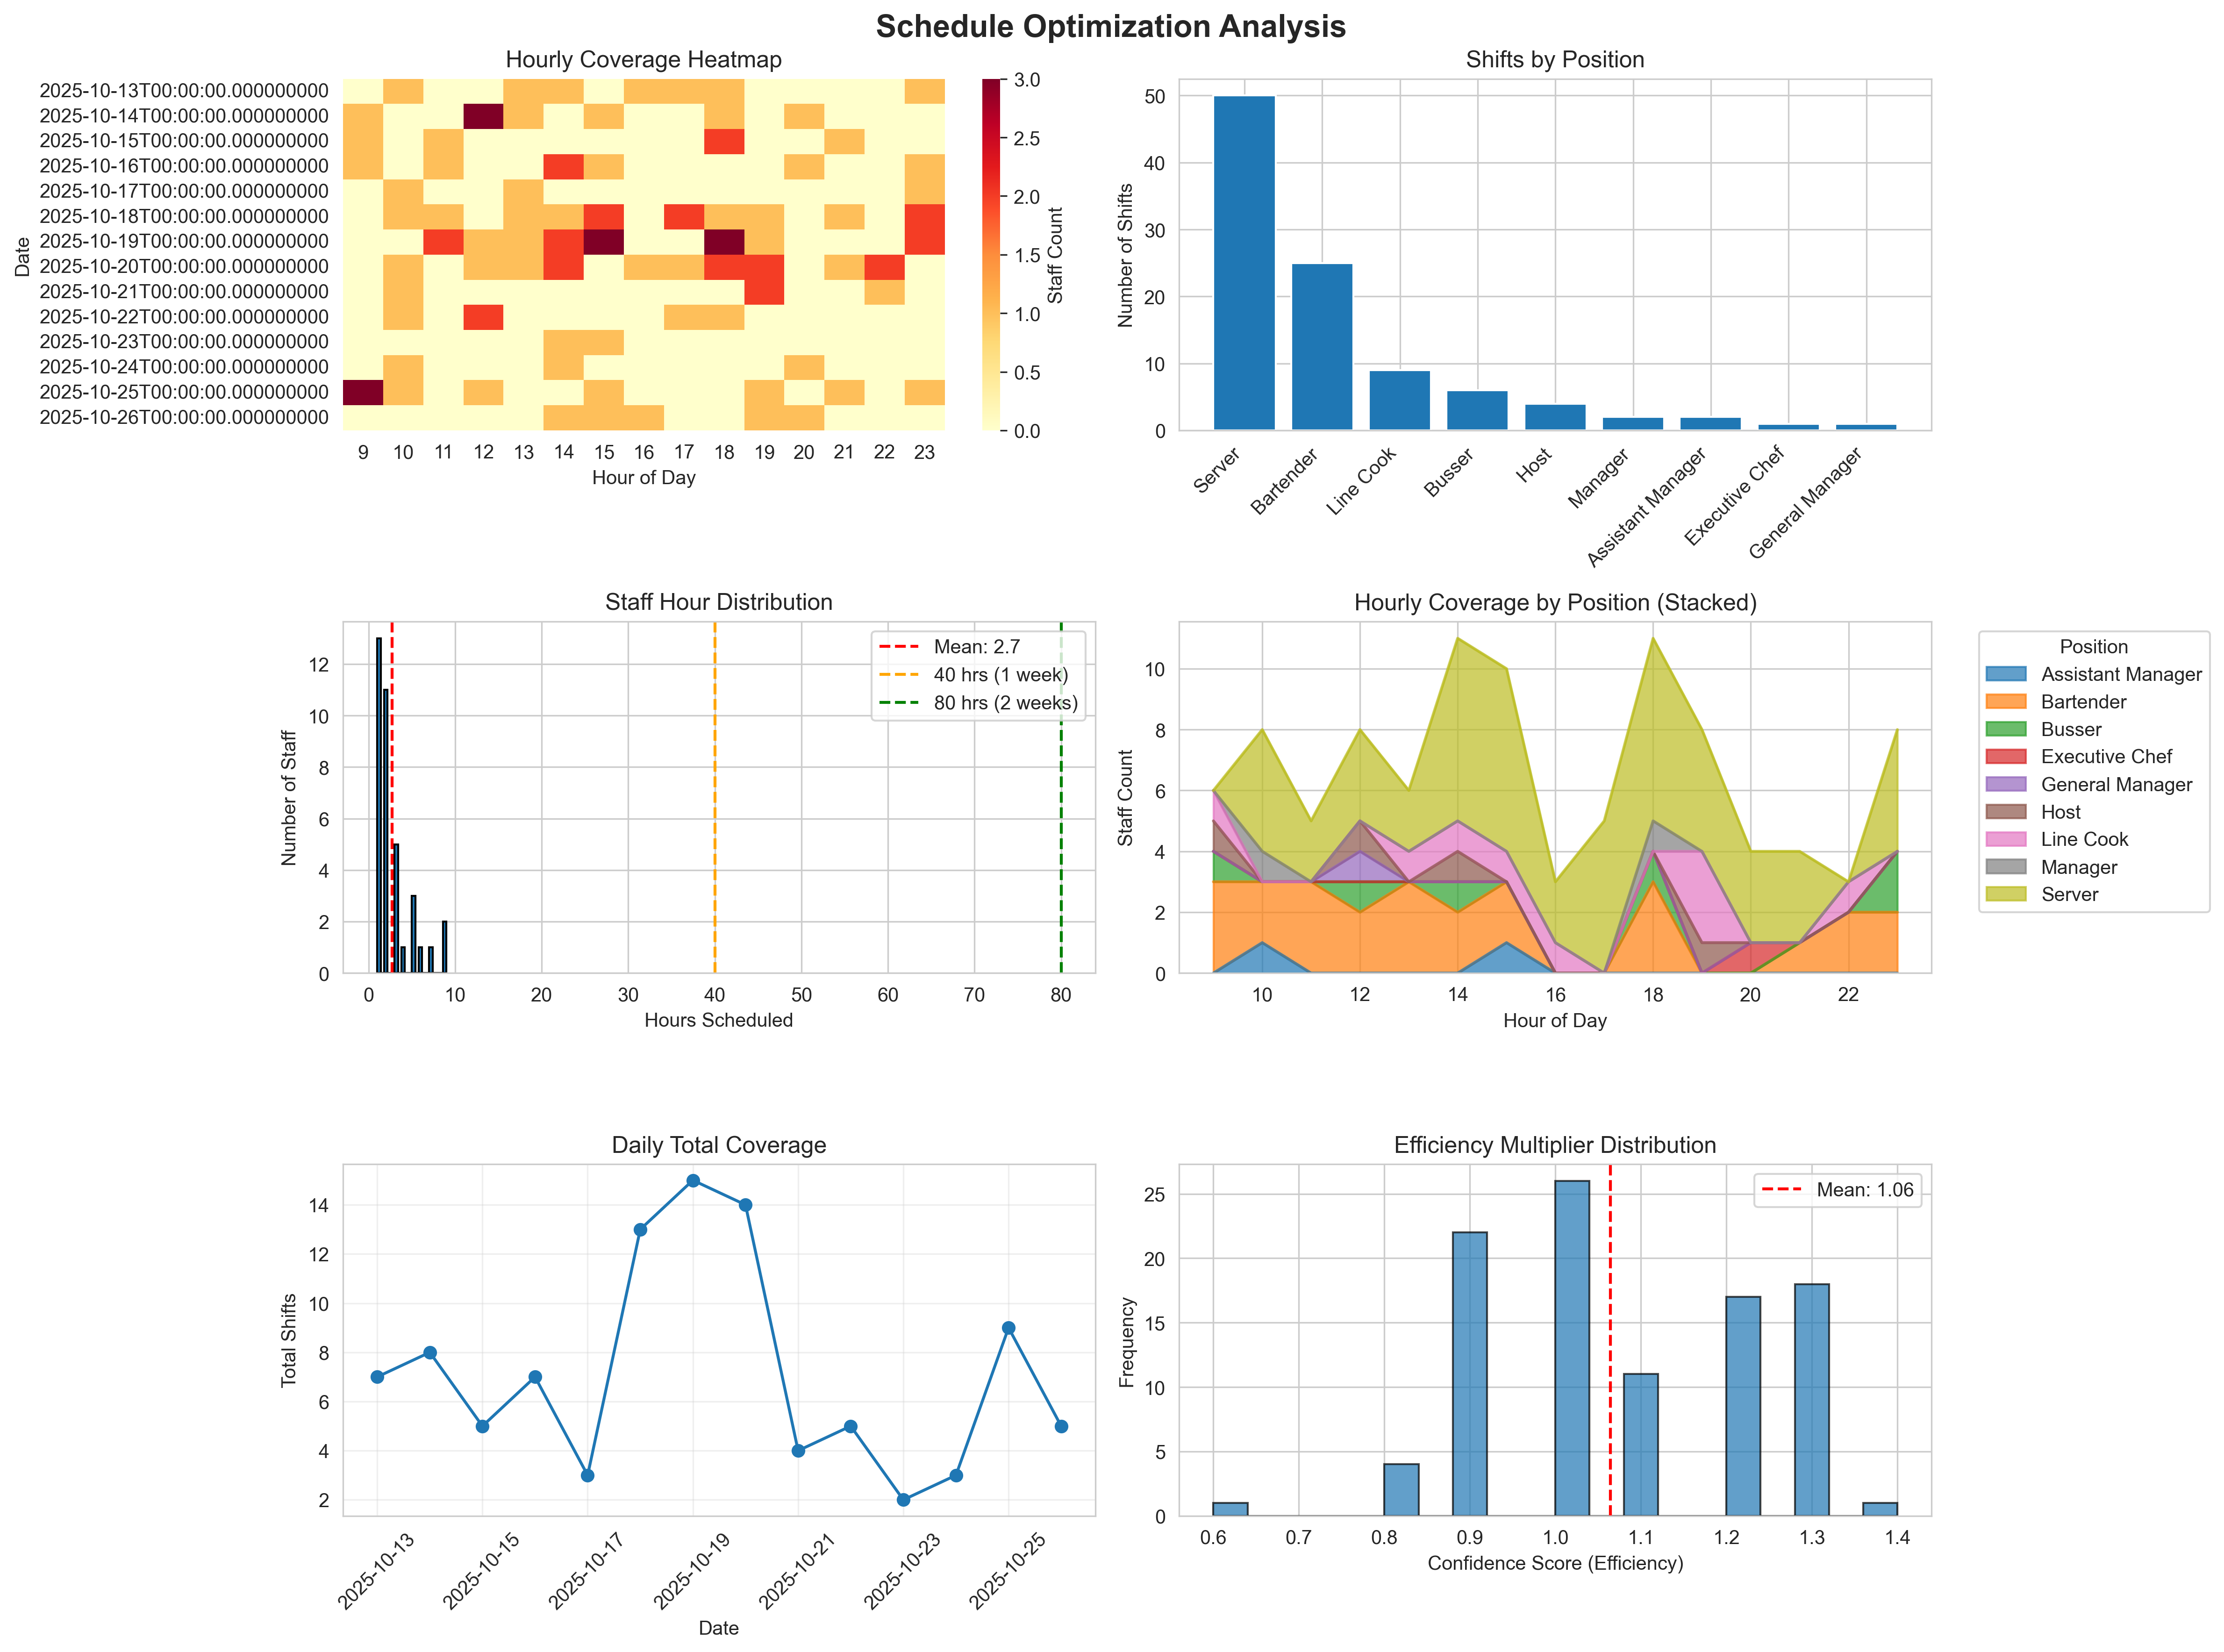 Schedule Optimization Analysis
Hourly Coverage Heatmap
Date
2025-10-13T00:00:00.000000000
2025-10-14T00:00:00.000000000
2025-10-15T00:00:00.000000000
2025-10-16T00:00:00.000000000
2025-10-17T00:00:00.000000000
2025-10-18T00:00:00.000000000
2025-10-19T00:00:00.000000000
2025-10-20T00:00:00.000000000
2025-10-21T00:00:00.000000000
2025-10-22T00:00:00.000000000
2025-10-23T00:00:00.000000000
2025-10-24T00:00:00.000000000
2025-10-25T00:00:00.000000000
2025-10-26T00:00:00.000000000
9 10 11 12 13 14 15 16 17 18 19 20 21 22 23
Hour of Day
3.0
2.5
2.0
1.5
1.0
0.5
0.0
Staff Count
Shifts by Position
Number of Shifts
50
40
30
20
10
0
Server
Bartender
Line Cook
Busser
Host
Manager
Assistant Manager
Executive Chef
General Manager
Staff Hour Distribution
Number of Staff
12
10
8
6
4
2
0
0 10 20 30 40 50 60 70 80
Hours Scheduled
Mean: 2.7
40 hrs (1 week)
80 hrs (2 weeks)
Hourly Coverage by Position (Stacked)
Staff Count
10
8
6
4
2
0
10 12 14 16 18 20 22
Hour of Day
Position
Assistant Manager
Bartender
Busser
Executive Chef
General Manager
Host
Line Cook
Manager
Server
Daily Total Coverage
Total Shifts
14
12
10
8
6
4
2
2025-10-13
2025-10-15
2025-10-17
2025-10-19
2025-10-21
2025-10-23
2025-10-25
Date
Efficiency Multiplier Distribution
Frequency
25
20
15
10
5
0
0.6 0.7 0.8 0.9 1.0 1.1 1.2 1.3 1.4
Confidence Score (Efficiency)
Mean: 1.06